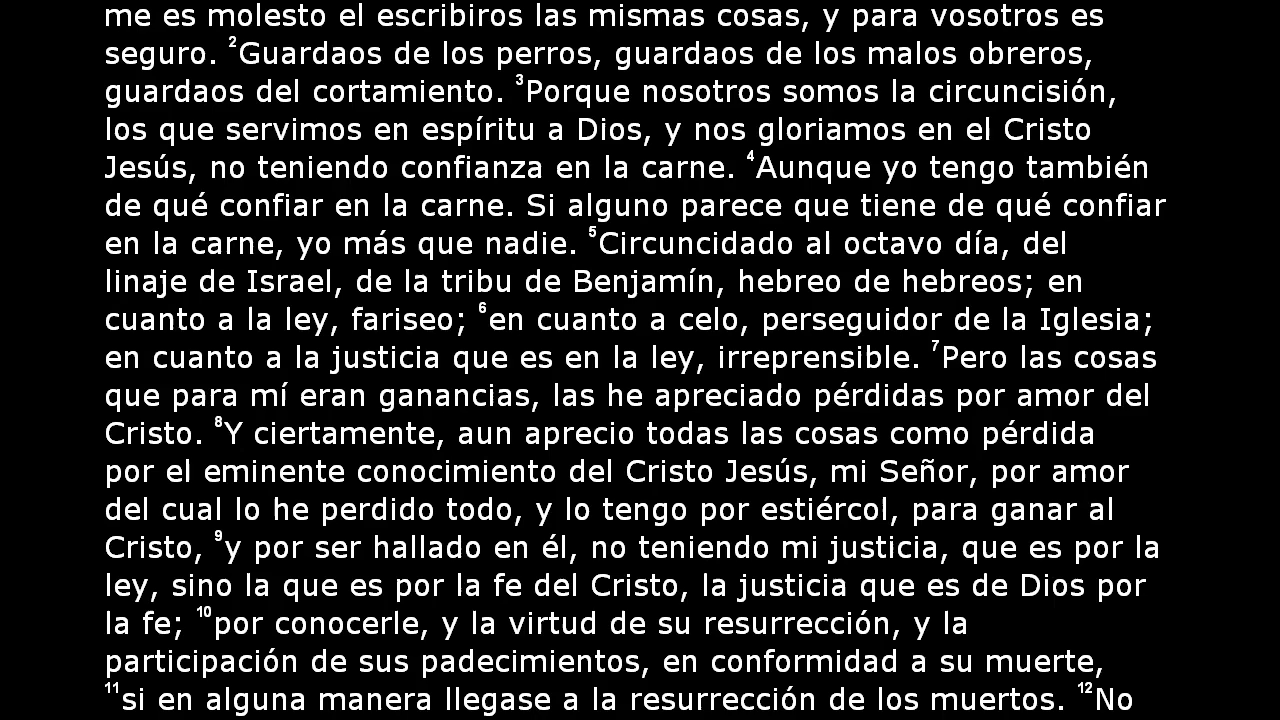 me es molesto el escribiros las mismas cosas, y para vosotros es
seguro. ²Guardaos de los perros, guardaos de los malos obreros,
guardaos del cortamiento. ³Porque nosotros somos la circuncisión,
los que servimos en espíritu a Dios, y nos gloriamos en el Cristo
Jesús, no teniendo confianza en la carne. ⁴Aunque yo tengo también
de qué confiar en la carne. Si alguno parece que tiene de qué confiar
en la carne, yo más que nadie. ⁵Circuncidado al octavo día, del
linaje de Israel, de la tribu de Benjamín, hebreo de hebreos; en
cuanto a la ley, fariseo; ⁶en cuanto a celo, perseguidor de la Iglesia;
en cuanto a la justicia que es en la ley, irreprensible. ⁷Pero las cosas
que para mí eran ganancias, las he apreciado pérdidas por amor del
Cristo. ⁸Y ciertamente, aun aprecio todas las cosas como pérdida
por el eminente conocimiento del Cristo Jesús, mi Señor, por amor
del cual lo he perdido todo, y lo tengo por estiércol, para ganar al
Cristo, ⁹y por ser hallado en él, no teniendo mi justicia, que es por la
ley, sino la que es por la fe del Cristo, la justicia que es de Dios por
la fe; ¹⁰por conocerle, y la virtud de su resurrección, y la
participación de sus padecimientos, en conformidad a su muerte,
¹¹si en alguna manera llegase a la resurrección de los muertos. ¹²No